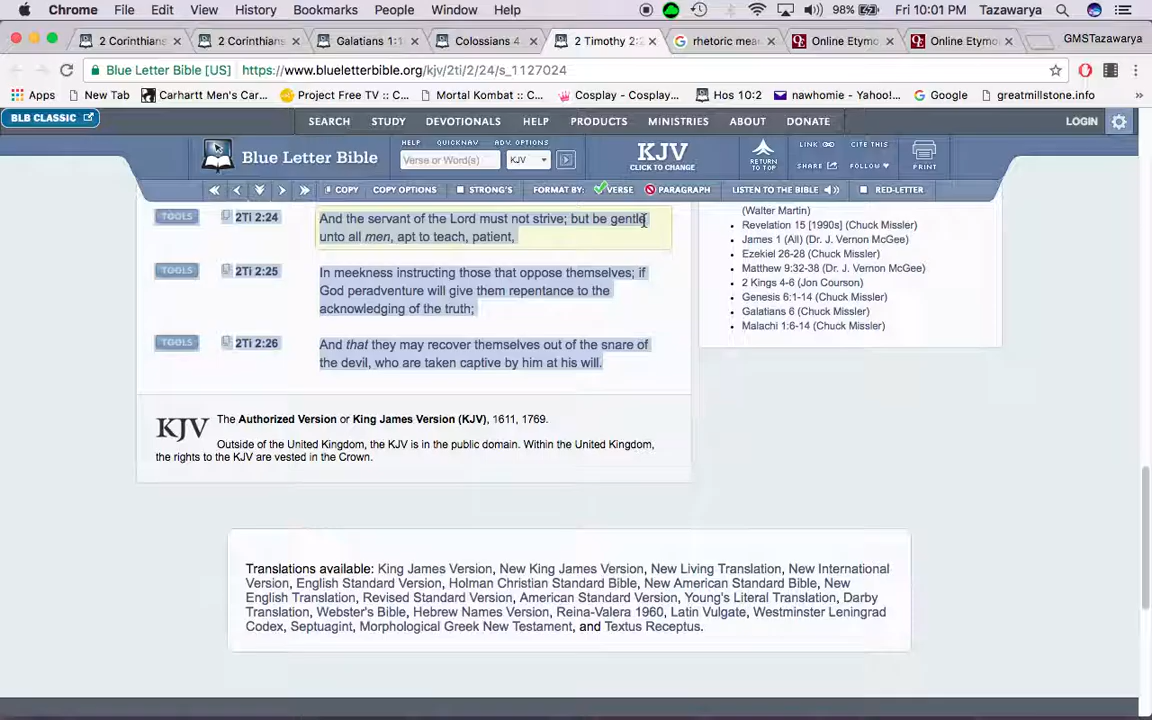 Chrome File Edit View History Bookmarks People Window Help 98% Fri 10:01 PM Tazawarya
2 Corinthians 2 Corinthians Galatians 1:1 Colossians 4 2 Timothy 2: rhetoric mea Online Etymo Online Etymo GMSTazawarya
Blue Letter Bible [US] https://www.blueletterbible.org/kjv/2ti/2/24/s_1127024
Apps New Tab Carhartt Men's Car... Project Free TV :: C... Mortal Kombat :: C... Cosplay - Cosplay... Hos 10:2 nawhomie - Yahoo!... Google greatmillstone.info »
BLB CLASSIC SEARCH STUDY DEVOTIONALS HELP PRODUCTS MINISTRIES ABOUT DONATE LOGIN
HELP QUICKNAV ADV. OPTIONS
Blue Letter Bible Verse or Word(s) KJV
KJV
CLICK TO CHANGE
RETURN TO TOP
LINK CITE THIS
SHARE FOLLOW
PRINT
COPY COPY OPTIONS STRONG'S FORMAT BY: VERSE PARAGRAPH LISTEN TO THE BIBLE RED-LETTER
TOOLS 2Ti 2:24 And the servant of the Lord must not strive; but be gentle
unto all men, apt to teach, patient,
TOOLS 2Ti 2:25 In meekness instructing those that oppose themselves; if
God peradventure will give them repentance to the
acknowledging of the truth;
TOOLS 2Ti 2:26 And that they may recover themselves out of the snare of
the devil, who are taken captive by him at his will.
(Walter Martin)
Revelation 15 [1990s] (Chuck Missler)
James 1 (All) (Dr. J. Vernon McGee)
Ezekiel 26-28 (Chuck Missler)
Matthew 9:32-38 (Dr. J. Vernon McGee)
2 Kings 4-6 (Jon Courson)
Genesis 6:1-14 (Chuck Missler)
Galatians 6 (Chuck Missler)
Malachi 1:6-14 (Chuck Missler)
KJV The Authorized Version or King James Version (KJV), 1611, 1769.
Outside of the United Kingdom, the KJV is in the public domain. Within the United Kingdom,
the rights to the KJV are vested in the Crown.
Translations available: King James Version, New King James Version, New Living Translation, New International
Version, English Standard Version, Holman Christian Standard Bible, New American Standard Bible, New
English Translation, Revised Standard Version, American Standard Version, Young's Literal Translation, Darby
Translation, Webster's Bible, Hebrew Names Version, Reina-Valera 1960, Latin Vulgate, Westminster Leningrad
Codex, Septuagint, Morphological Greek New Testament, and Textus Receptus.